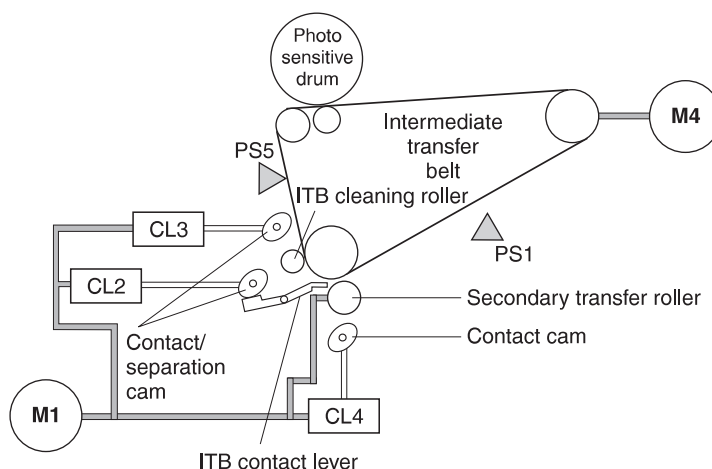 Photo
sensitive
drum
M4
Intermediate
transfer
belt
PS5
ITB cleaning roller
CL3
PS1
CL2
Secondary transfer roller
Contact cam
Contact/
separation
cam
M1
CL4
ITB contact lever